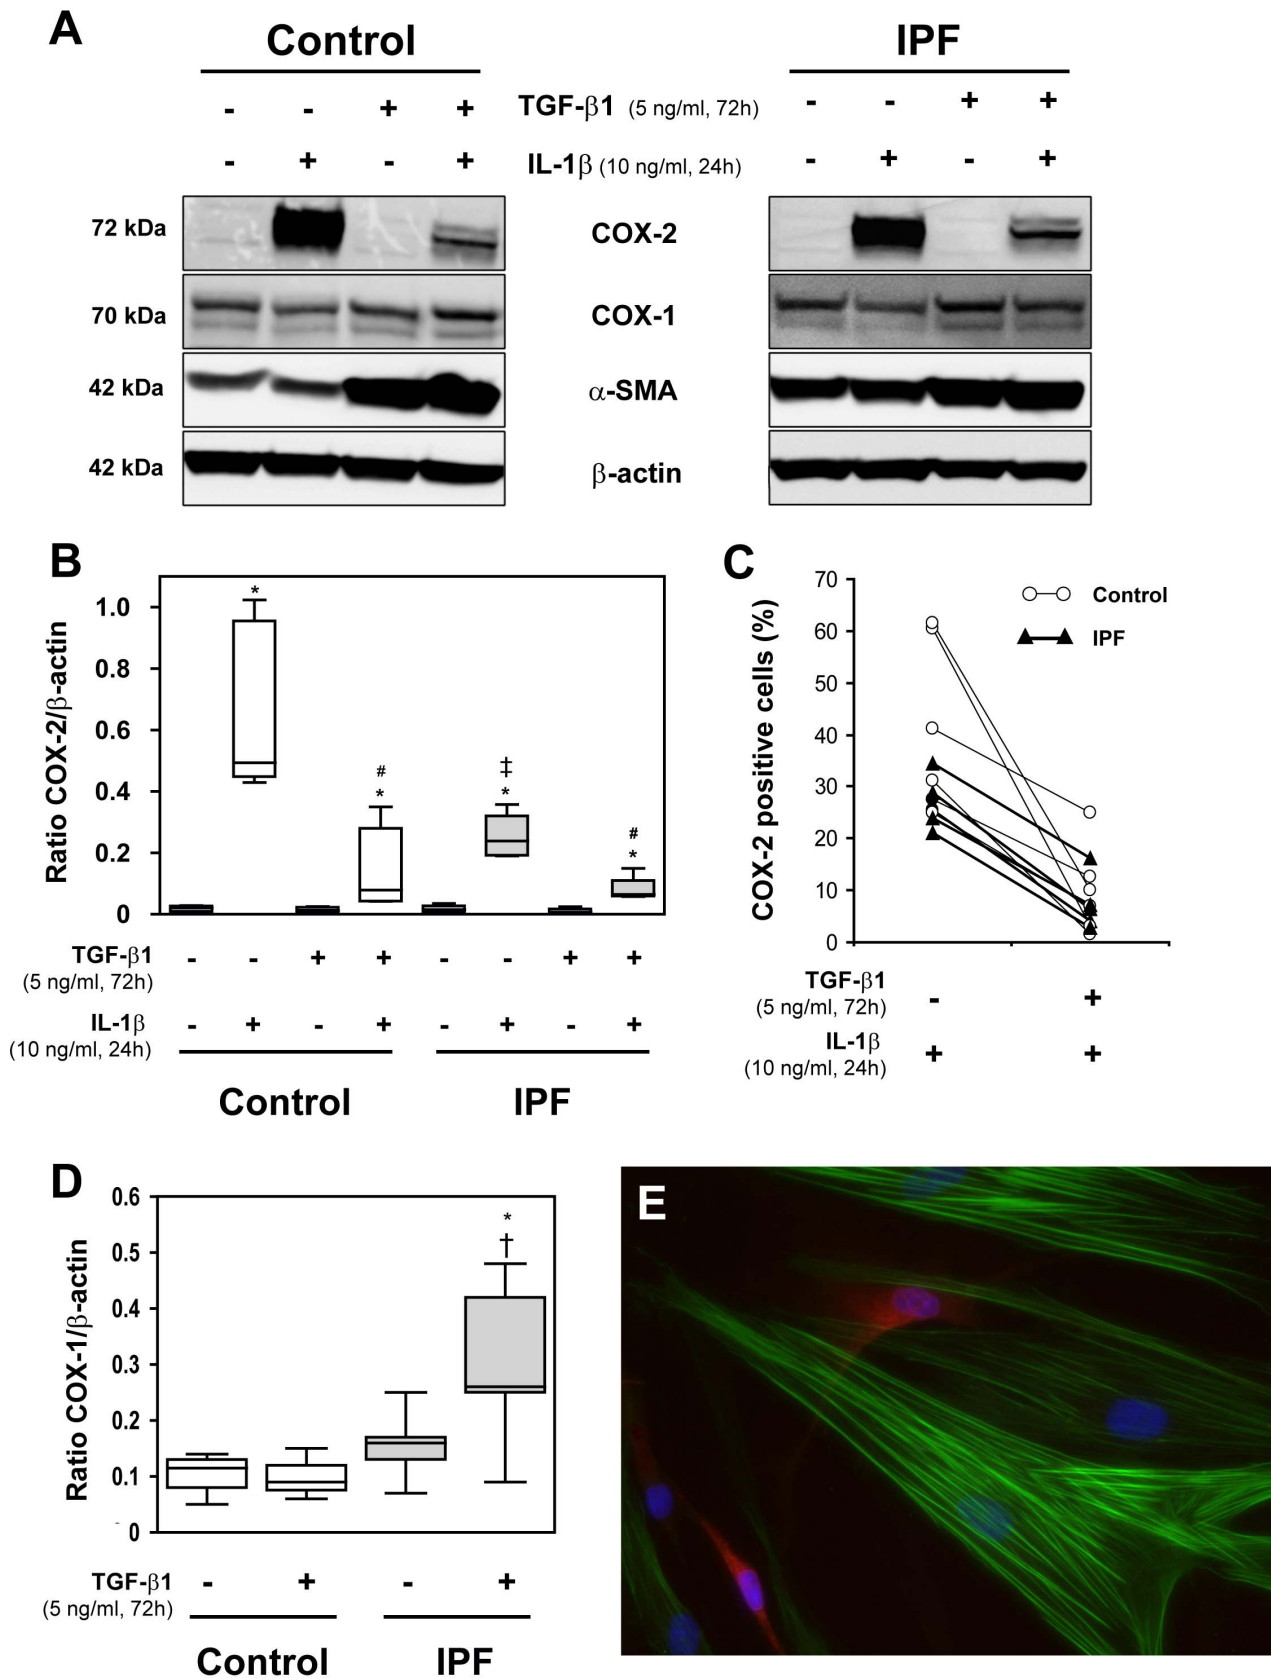 A
Control
IPF
- - + + TGF-β1 (5 ng/ml, 72h) - - + +
- + - + IL-1β (10 ng/ml, 24h) - + - +
72 kDa COX-2
70 kDa COX-1
42 kDa α-SMA
42 kDa β-actin
B
Ratio COX-2/β-actin
1.0
0.8
0.6
0.4
0.2
0
*
#
*
‡
*
#
*
TGF-β1 - - + + - - + +
(5 ng/ml, 72h)
IL-1β - + - + - + - +
(10 ng/ml, 24h)
Control IPF
C
COX-2 positive cells (%)
70
60
50
40
30
20
10
0
Control
IPF
TGF-β1 - +
(5 ng/ml, 72h)
IL-1β + +
(10 ng/ml, 24h)
D
Ratio COX-1/β-actin
0.6
0.5
0.4
0.3
0.2
0.1
0
*
†
TGF-β1 - + - +
(5 ng/ml, 72h)
Control IPF
E